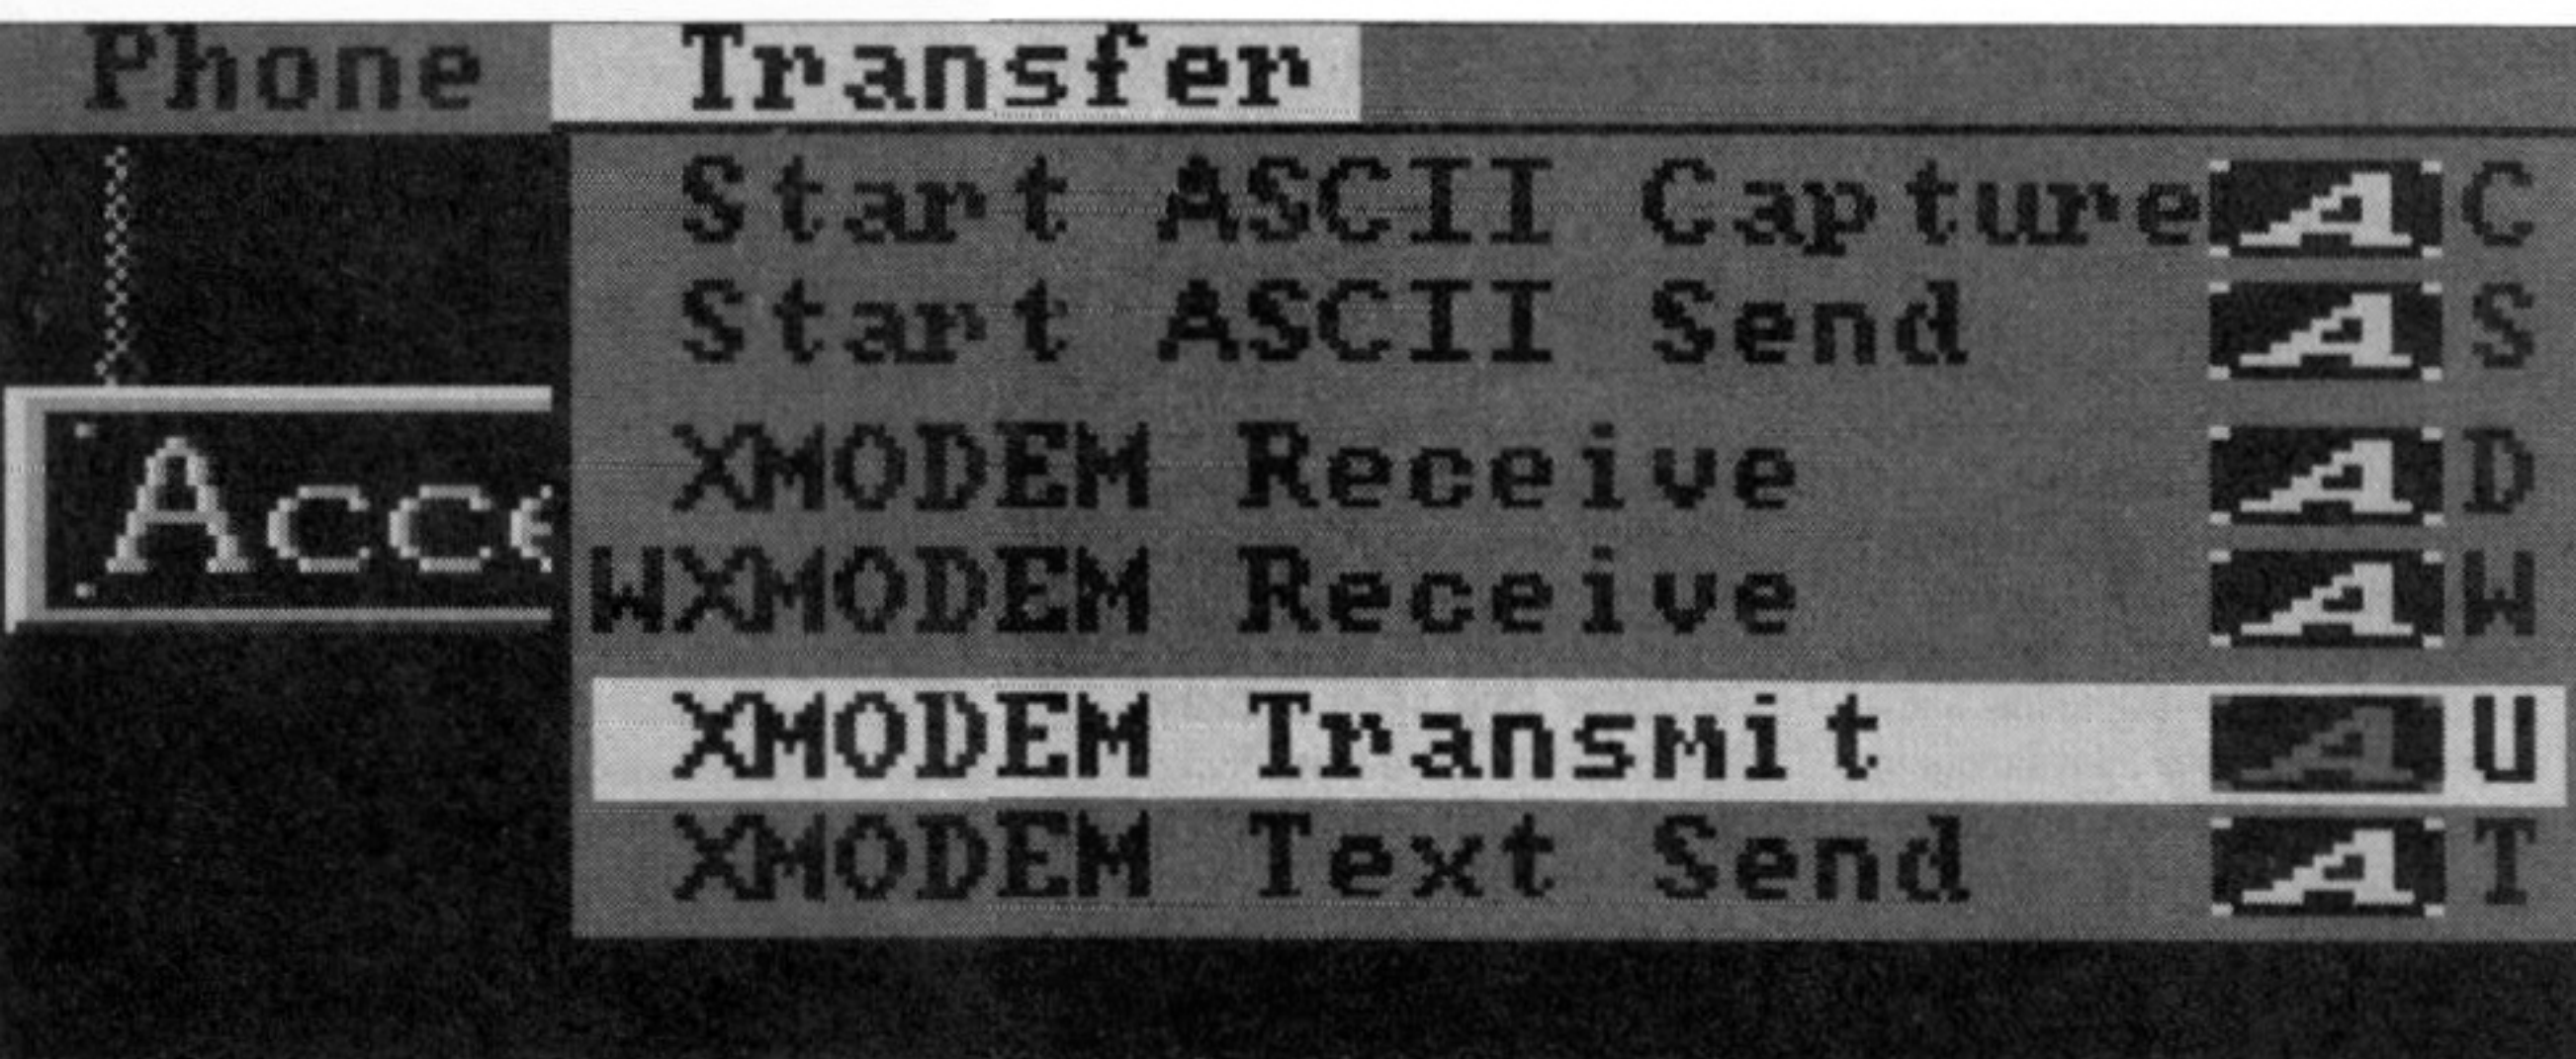 Phone Transfer
Start ASCII Capture A C
Start ASCII Send A S
XMODEM Receive A D
WXMODEM Receive A W
XMODEM Transmit A U
XMODEM Text Send A T
Acce